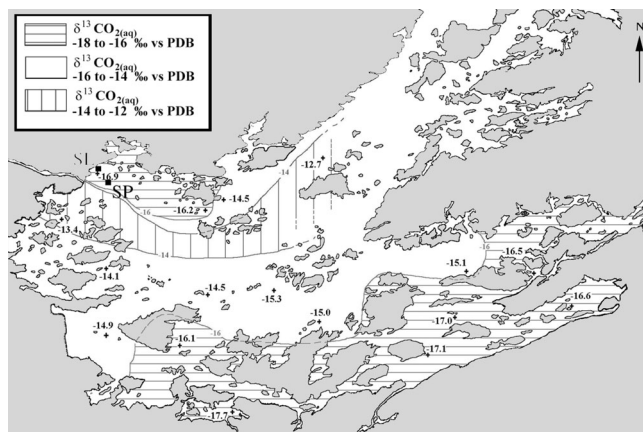 δ¹³CO₂(aq)
-18 to -16 ‰ vs PDB
δ¹³CO₂(aq)
-16 to -14 ‰ vs PDB
δ¹³CO₂(aq)
-14 to -12 ‰ vs PDB
N
SL
-16.9
SP
-12.7
-14
-14.5
-16.2
-16
-13.4
-14
-14.1
-16
-16.5
-15.1
-14.5
-15.3
-16.6
-15.0
-17.0
-14.9
-16
-16.1
-17.1
-17.7